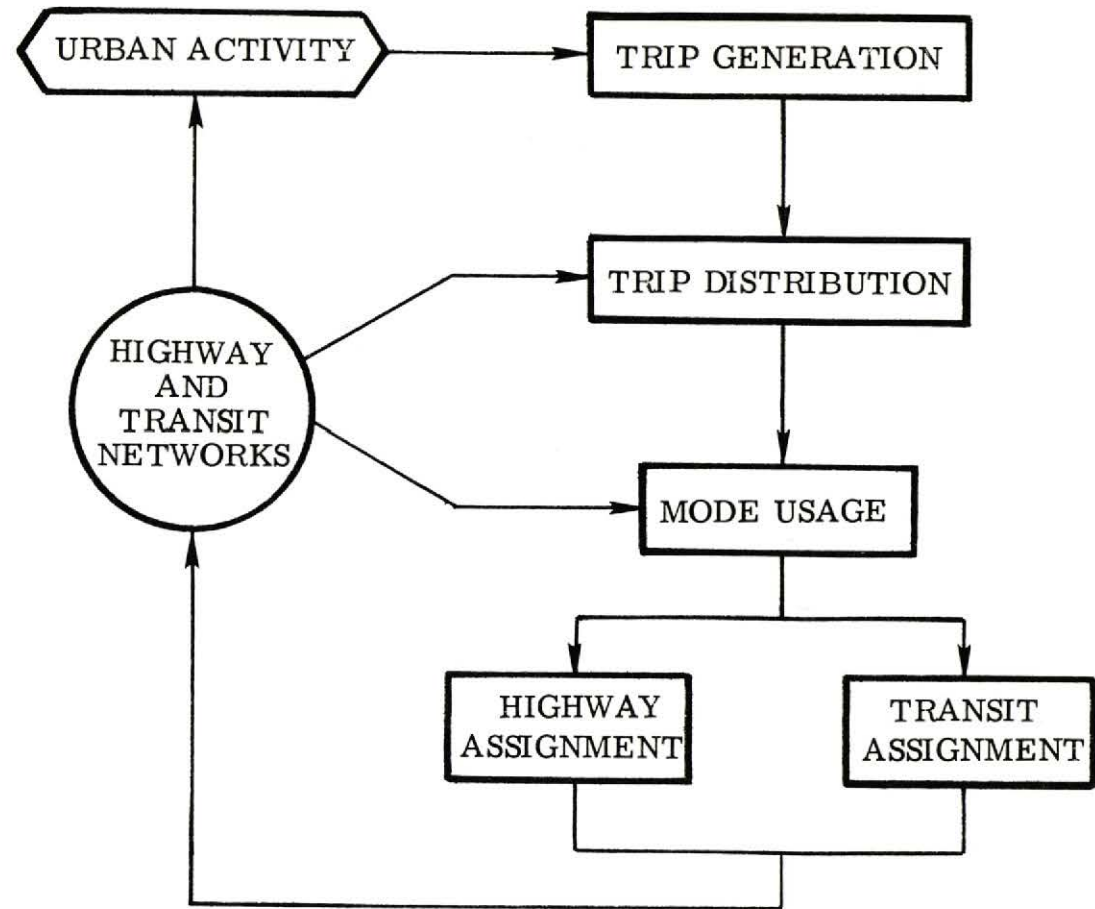 URBAN ACTIVITY
TRIP GENERATION
TRIP DISTRIBUTION
HIGHWAY
AND
TRANSIT
NETWORKS
MODE USAGE
HIGHWAY
ASSIGNMENT
TRANSIT
ASSIGNMENT